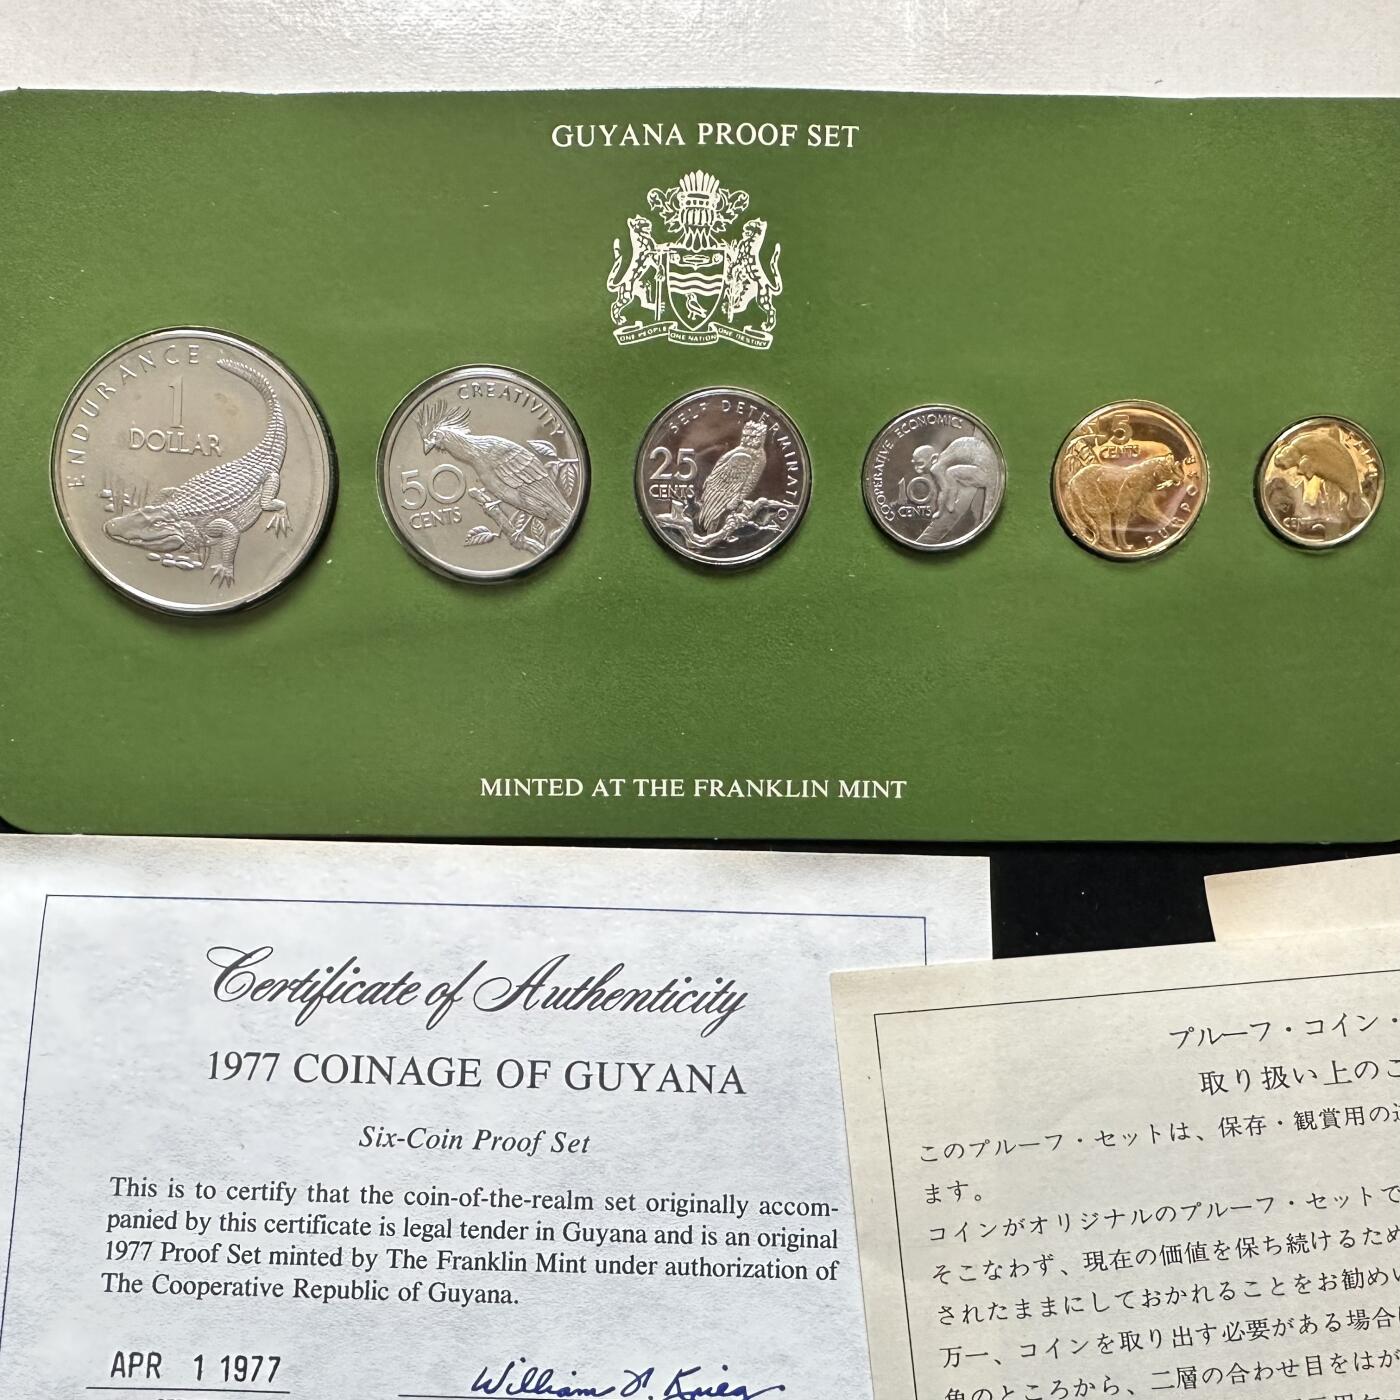 GUYANA PROOF SET
ONE PEOPLE ONE NATION ONE DESTINY
ENDURANCE
1
DOLLAR
CREATIVITY
50
CENTS
SELF DETERMINATION
25
CENTS
COOPERATIVE ECONOMICS
10
CENTS
5
CENTS
PURPOSE
MINTED AT THE FRANKLIN MINT
Certificate of Authenticity
1977 COINAGE OF GUYANA
Six-Coin Proof Set
This is to certify that the coin-of-the-realm set originally accom-
panied by this certificate is legal tender in Guyana and is an original
1977 Proof Set minted by The Franklin Mint under authorization of
The Cooperative Republic of Guyana.
APR 1 1977
プルーフ・コイン・
取り扱い上のこ
このプルーフ・セットは、保存・観賞用の
ます。
コインがオリジナルのプルーフ・セットで
そこなわず、現在の価値を保ち続けるため
されたままにしておかれることをお勧めい
万一、コインを取り出す必要がある場合に
角のところから、二層の合わせ目をはが